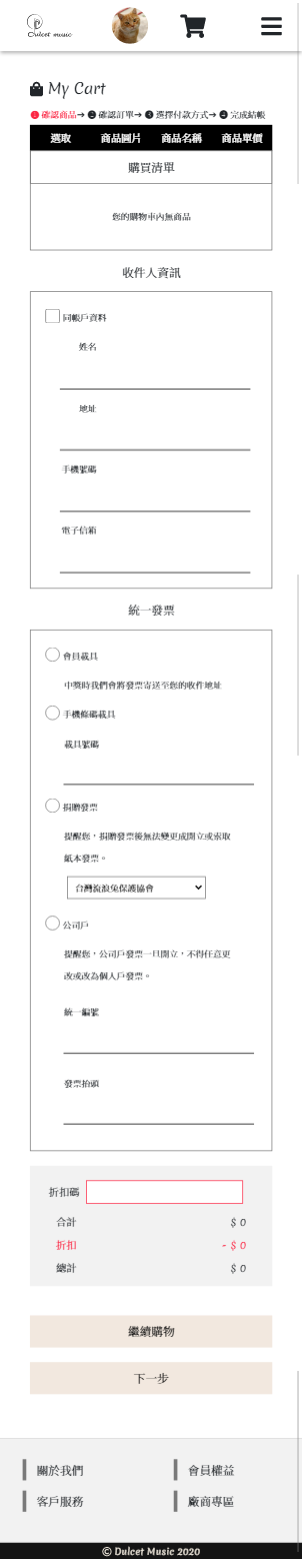 Dulcet music
My Cart
❶ 確認商品→ ❷ 確認訂單→ ❸ 選擇付款方式→ ❹ 完成結帳
選取 商品圖片 商品名稱 商品單價
購買清單
您的購物車內無商品
收件人資訊
同帳戶資料
姓名
地址
手機號碼
電子信箱
統一發票
會員載具
中獎時我們會將發票寄送至您的收件地址
手機條碼載具
載具號碼
捐贈發票
提醒您，捐贈發票後無法變更成開立或索取
紙本發票。
台灣流浪兔保護協會
公司戶
提醒您，公司戶發票一旦開立，不得任意更
改或改為個人戶發票。
統一編號
發票抬頭
折扣碼
合計 $ 0
折扣 - $ 0
總計 $ 0
繼續購物
下一步
關於我們 會員權益
客戶服務 廠商專區
© Dulcet Music 2020